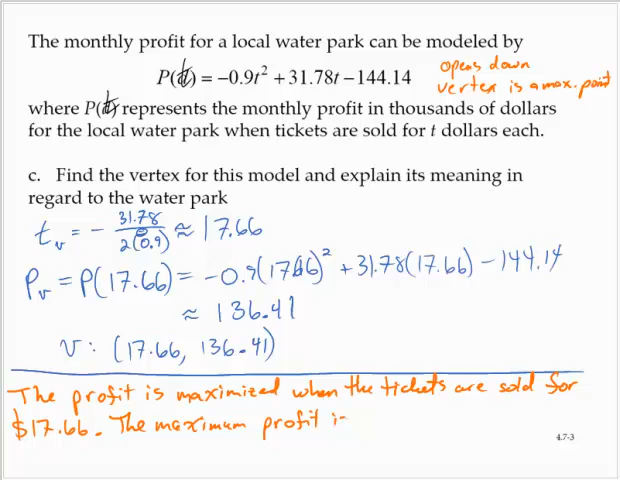 The monthly profit for a local water park can be modeled by
P(t) = −0.9t² + 31.78t − 144.14
opens down
vertex is a max. point
where P(t) represents the monthly profit in thousands of dollars
for the local water park when tickets are sold for t dollars each.
c. Find the vertex for this model and explain its meaning in
regard to the water park
t_v = − 31.78 / 2(−0.9) ≈ 17.66
P_v = P(17.66) = −0.9(17.66)² + 31.78(17.66) − 144.14
≈ 136.41
V: (17.66, 136.41)
The profit is maximized when the tickets are sold for
$17.66. The maximum profit i
4.7-3